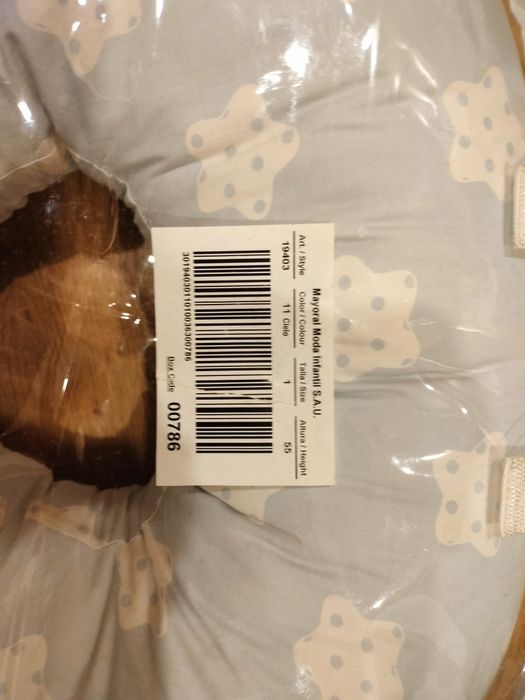 Mayoral Moda Infantil S.A.U.
Art. / Style Color / Colour Talla / Size Altura / Height
19403 11 Cielo 1 55
3019403011010036300786
Box Code 00786